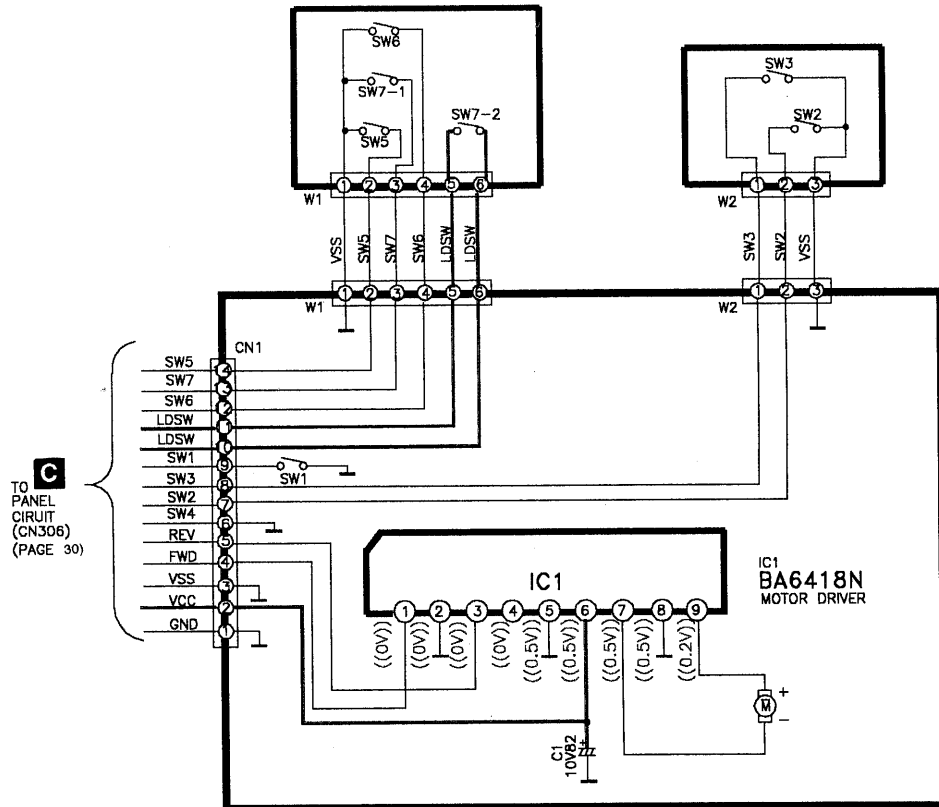 SW6
SW7-1
SW5
SW7-2
W1
1 2 3 4 5 6
SW3
SW2
W2
1 2 3
VSS
SW5
SW7
SW6
LDSW
LDSW
SW3
SW2
VSS
W1
1 2 3 4 5 6
W2
1 2 3
CN1
SW5 4
SW7 3
SW6 2
LDSW 1
LDSW 0
SW1 9
SW1
SW3 8
SW2 7
SW4 6
REV 5
FWD 4
VSS 3
VCC 2
GND 1
C
TO
PANEL
CIRUIT
(CN306)
(PAGE 30)
IC1
1 2 3 4 5 6 7 8 9
((0V))
((0V))
((0V))
((0V))
((0.5V))
((0.5V))
((0.5V))
((0.5V))
((0.2V))
IC1
BA6418N
MOTOR DRIVER
M
+
-
+
C1
10V82